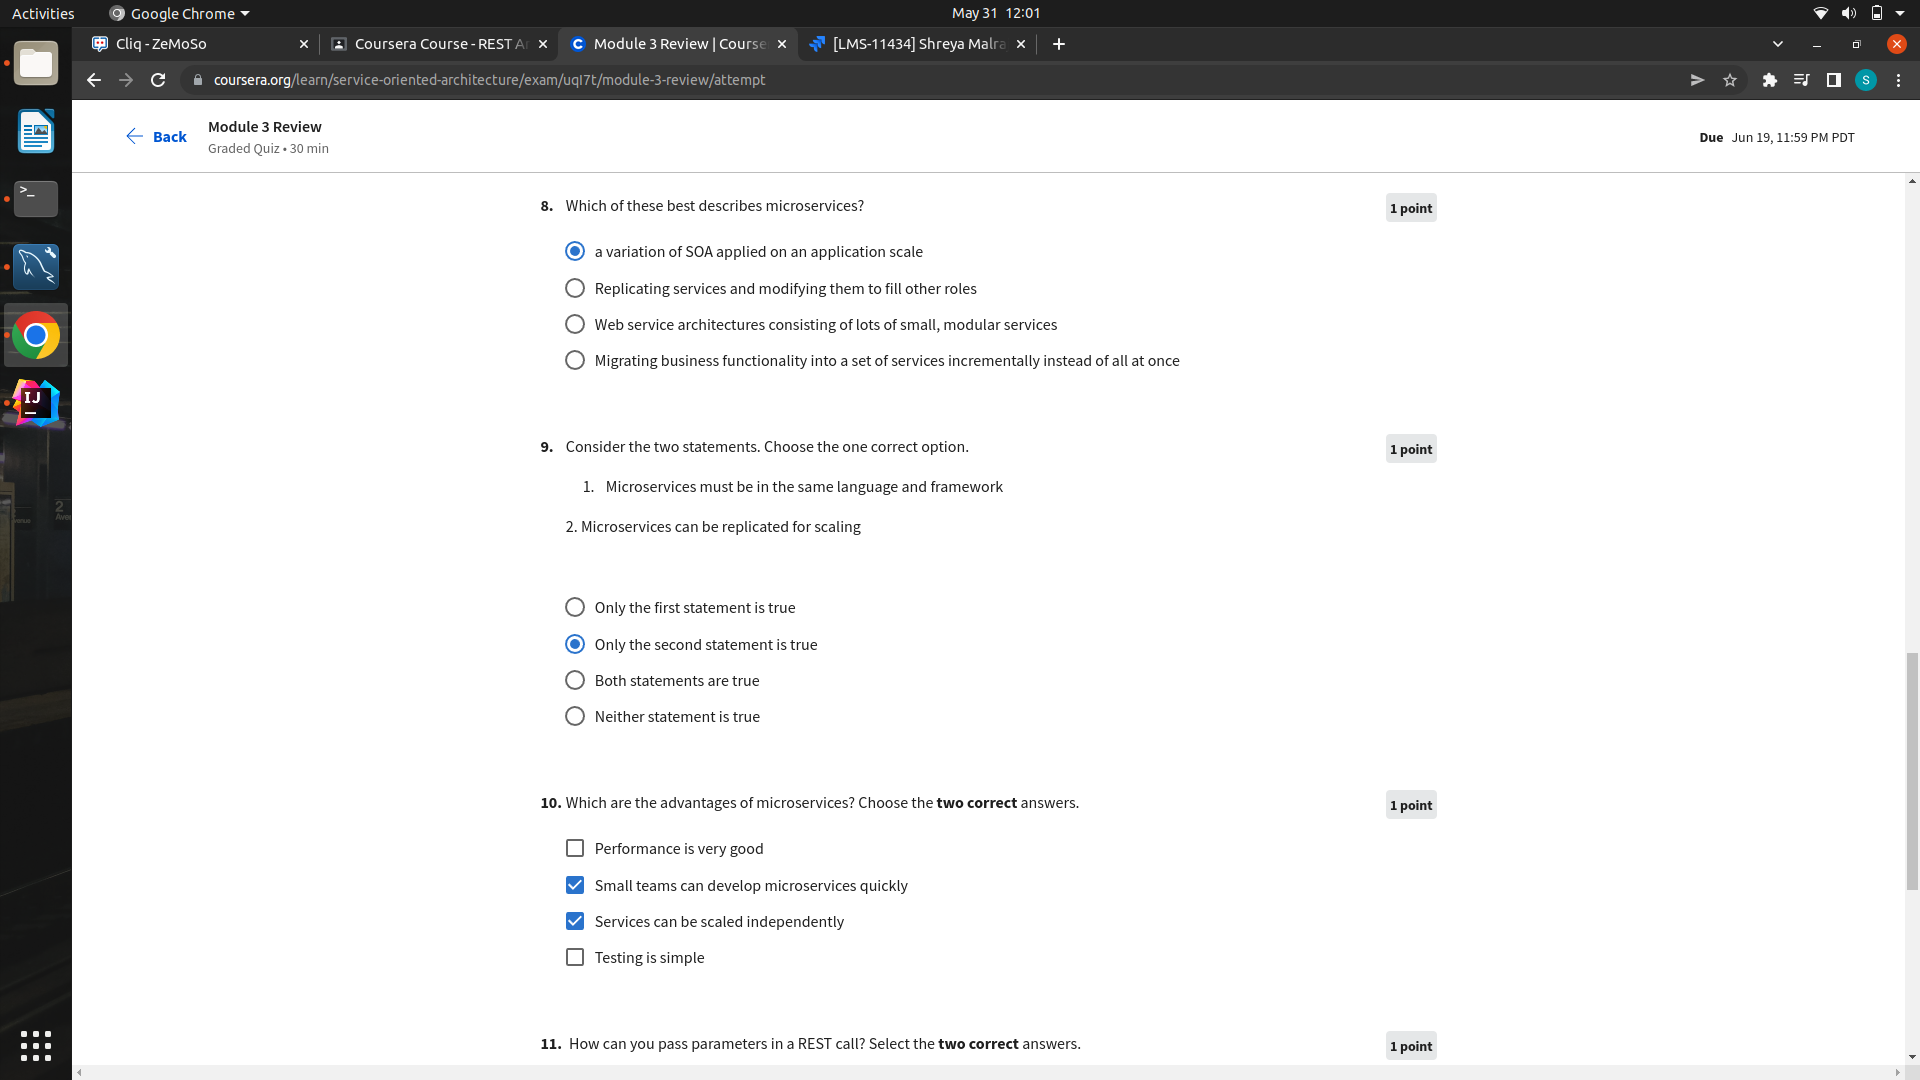 Activities
Google Chrome
May 31 12:01
Cliq - ZeMoSo
Coursera Course - REST A
Module 3 Review | Course
[LMS-11434] Shreya Malra
coursera.org/learn/service-oriented-architecture/exam/uqI7t/module-3-review/attempt
S
Back
Module 3 Review
Graded Quiz • 30 min
Due Jun 19, 11:59 PM PDT
8. Which of these best describes microservices?
1 point
a variation of SOA applied on an application scale
Replicating services and modifying them to fill other roles
Web service architectures consisting of lots of small, modular services
Migrating business functionality into a set of services incrementally instead of all at once
9. Consider the two statements. Choose the one correct option.
1 point
1. Microservices must be in the same language and framework
2. Microservices can be replicated for scaling
Only the first statement is true
Only the second statement is true
Both statements are true
Neither statement is true
10. Which are the advantages of microservices? Choose the two correct answers.
1 point
Performance is very good
Small teams can develop microservices quickly
Services can be scaled independently
Testing is simple
11. How can you pass parameters in a REST call? Select the two correct answers.
1 point
>_
IJ
2